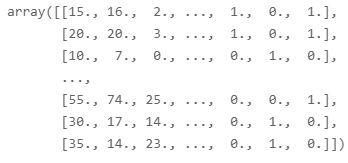 array([[15., 16., 2., ..., 1., 0., 1.],
[20., 20., 3., ..., 1., 0., 1.],
[10., 7., 0., ..., 0., 1., 0.],
...,
[55., 74., 25., ..., 0., 0., 1.],
[30., 17., 14., ..., 0., 1., 0.],
[35., 14., 23., ..., 0., 1., 0.]])